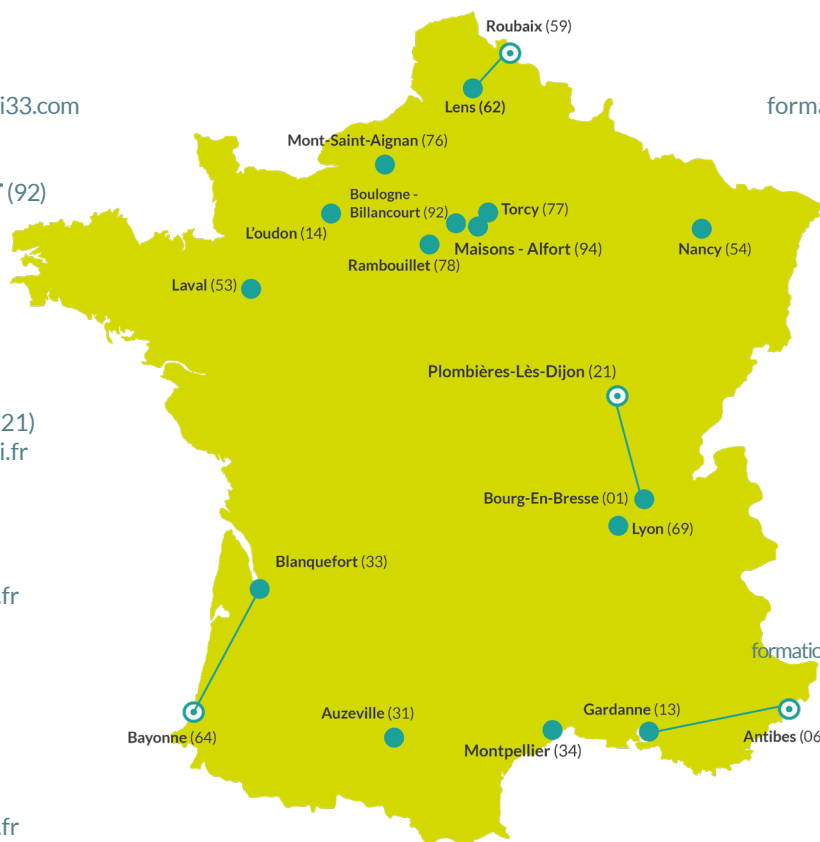 Roubaix (59)
i33.com
Lens (62)
forma
Mont-Saint-Aignan (76)
(92)
Boulogne -
Billancourt (92)
Torcy (77)
L'oudon (14)
Maisons - Alfort (94)
Nancy (54)
Rambouillet (78)
Laval (53)
Plombières-Lès-Dijon (21)
21)
i.fr
Bourg-En-Bresse (01)
Lyon (69)
Blanquefort (33)
.fr
formatio
Gardanne (13)
Auzeville (31)
Bayonne (64)
Antibes (06
Montpellier (34)
.fr